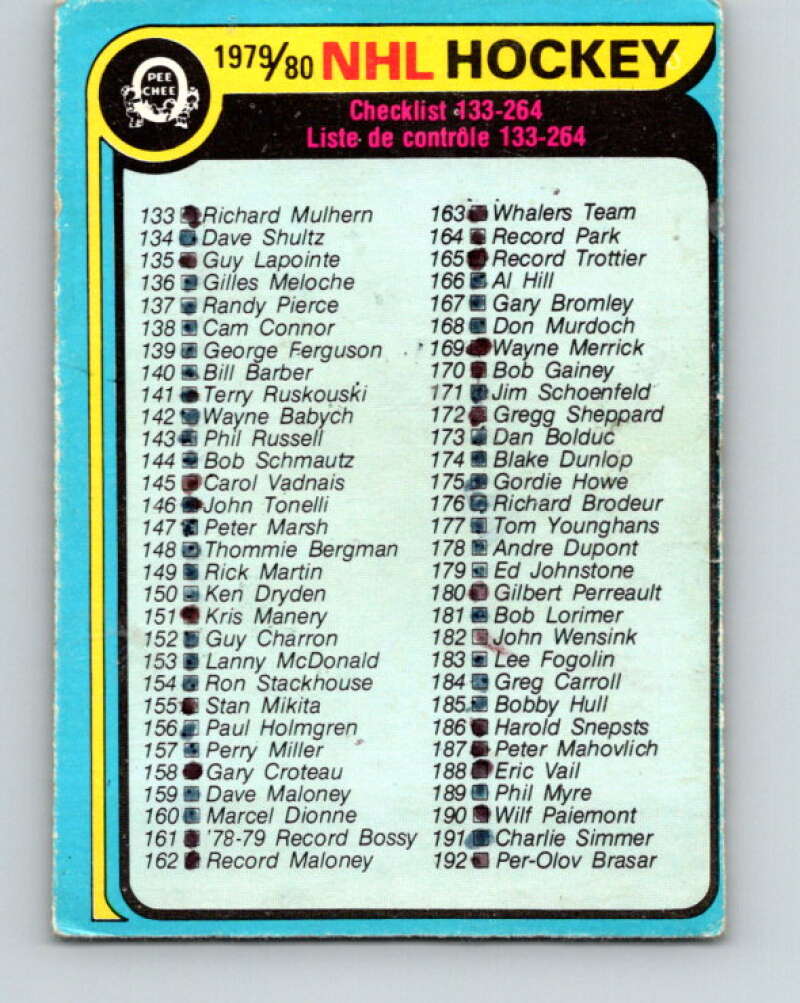 1979/80 NHL HOCKEY
O
PEE
CHEE
Checklist 133-264
Liste de contrôle 133-264
133 Richard Mulhern
134 Dave Shultz
135 Guy Lapointe
136 Gilles Meloche
137 Randy Pierce
138 Cam Connor
139 George Ferguson
140 Bill Barber
141 Terry Ruskouski
142 Wayne Babych
143 Phil Russell
144 Bob Schmautz
145 Carol Vadnais
146 John Tonelli
147 Peter Marsh
148 Thommie Bergman
149 Rick Martin
150 Ken Dryden
151 Kris Manery
152 Guy Charron
153 Lanny McDonald
154 Ron Stackhouse
155 Stan Mikita
156 Paul Holmgren
157 Perry Miller
158 Gary Croteau
159 Dave Maloney
160 Marcel Dionne
161 '78-79 Record Bossy
162 Record Maloney
163 Whalers Team
164 Record Park
165 Record Trottier
166 Al Hill
167 Gary Bromley
168 Don Murdoch
169 Wayne Merrick
170 Bob Gainey
171 Jim Schoenfeld
172 Gregg Sheppard
173 Dan Bolduc
174 Blake Dunlop
175 Gordie Howe
176 Richard Brodeur
177 Tom Younghans
178 Andre Dupont
179 Ed Johnstone
180 Gilbert Perreault
181 Bob Lorimer
182 John Wensink
183 Lee Fogolin
184 Greg Carroll
185 Bobby Hull
186 Harold Snepsts
187 Peter Mahovlich
188 Eric Vail
189 Phil Myre
190 Wilf Paiemont
191 Charlie Simmer
192 Per-Olov Brasar